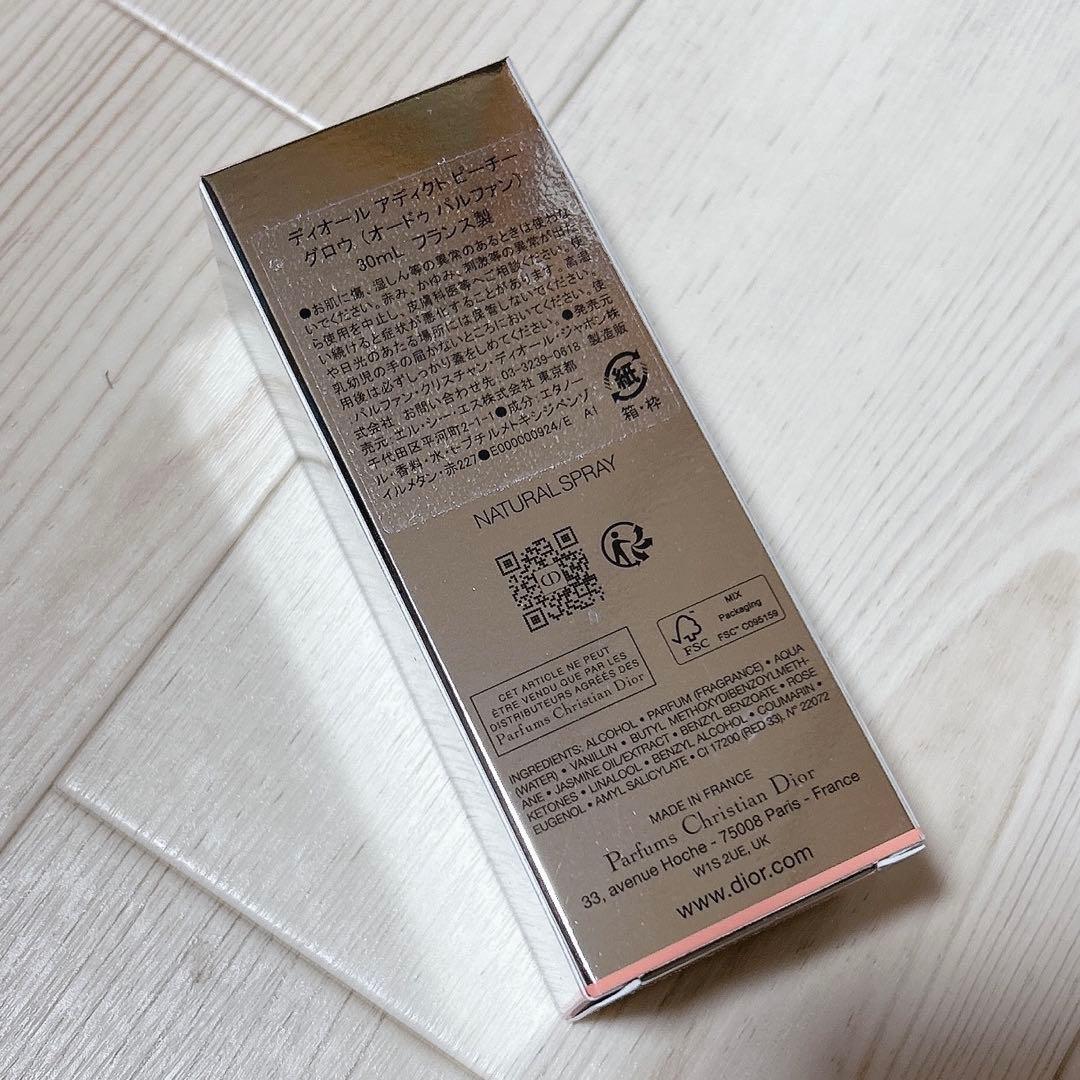 ディオール アディクト ピーチー
グロウ（オードゥ パルファン）
30mL フランス製
●お肌に傷、湿しん等の異常のあるときは使わな
いでください。赤み、かゆみ、刺激等の異常が出た
ら使用を中止し、皮膚科医等へご相談ください。使
い続けると症状が悪化することがあります。高温
や日光のあたる場所には保管しないでください。
乳幼児の手の届かないところにおいてください。使
用後は必ずしっかり蓋をしめてください。●発売元
パルファン・クリスチャン・ディオール・ジャポン株
式会社 お問い合わせ先：03-3239-0618 製造販
売元 エル・シー・エス株式会社 東京都
千代田区平河町2-1-1●成分：エタノー
ル・香料・水・t-ブチルメトキシジベンゾ
イルメタン・赤227●E000000924/E A1
紙
箱・枠
NATURAL SPRAY
CD
CET ARTICLE NE PEUT
ÊTRE VENDU QUE PAR LES
DISTRIBUTEURS AGRÉÉS DES
Parfums Christian Dior
FSC
MIX
Packaging
FSC™ C095159
INGREDIENTS: ALCOHOL • PARFUM (FRAGRANCE) • AQUA
(WATER) • VANILLIN • BUTYL METHOXYDIBENZOYLMETH-
ANE • JASMINE OIL/EXTRACT • BENZYL BENZOATE • ROSE
KETONES • LINALOOL • BENZYL ALCOHOL • COUMARIN •
EUGENOL • AMYL SALICYLATE • CI 17200 (RED 33). N° 22072
MADE IN FRANCE
Parfums Christian Dior
33, avenue Hoche - 75008 Paris - France
W1S 2UE, UK
www.dior.com